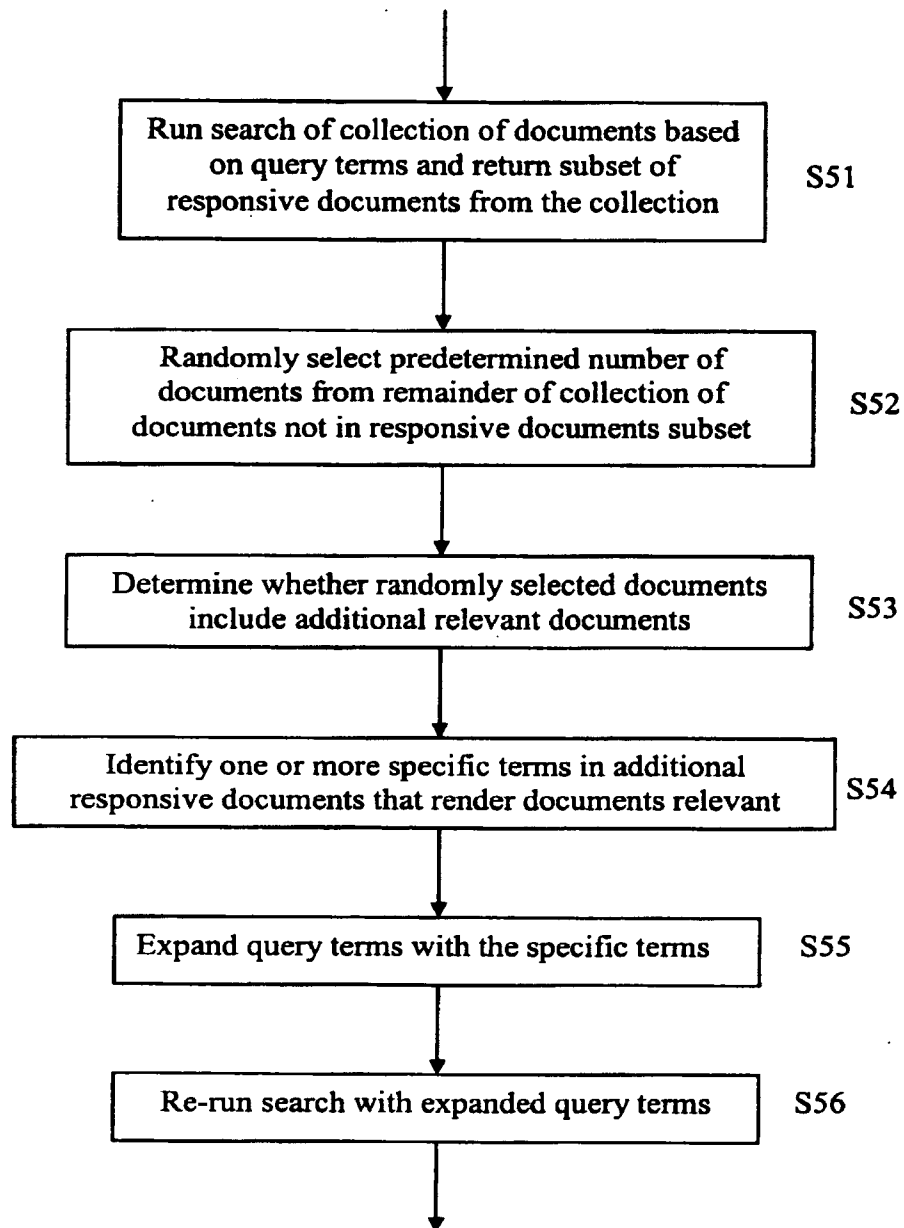 Run search of collection of documents based
on query terms and return subset of
responsive documents from the collection
S51
Randomly select predetermined number of
documents from remainder of collection of
documents not in responsive documents subset
S52
Determine whether randomly selected documents
include additional relevant documents
S53
Identify one or more specific terms in additional
responsive documents that render documents relevant
S54
Expand query terms with the specific terms
S55
Re-run search with expanded query terms
S56